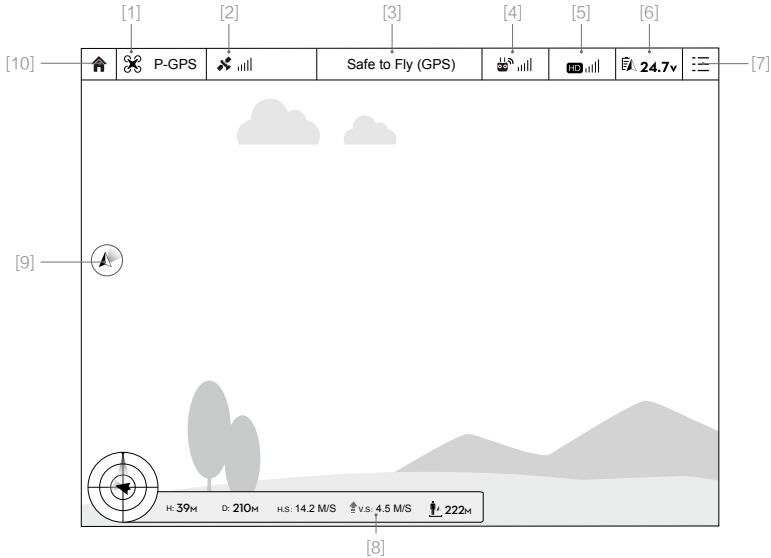 [1] [2] [3] [4] [5] [6]
[10] P-GPS Safe to Fly (GPS) HD 24.7V [7]
[9]
H: 39M D: 210M H.S: 14.2 M/S V.S: 4.5 M/S 222M
[8]